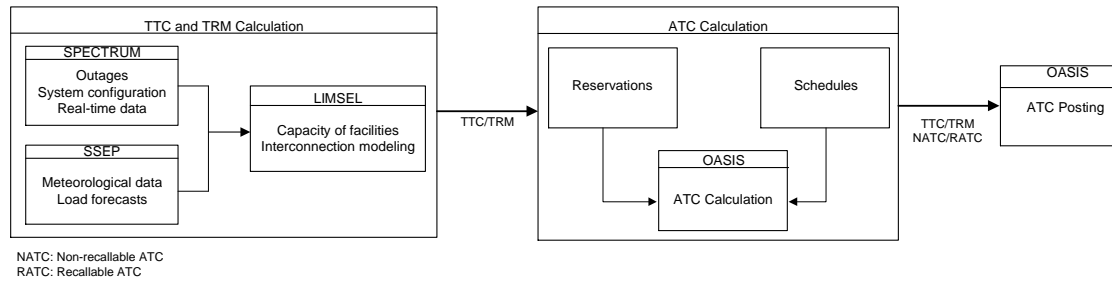 TTC and TRM Calculation
SPECTRUM
Outages
System configuration
Real-time data
SSEP
Meteorological data
Load forecasts
LIMSEL
Capacity of facilities
Interconnection modeling
TTC/TRM
ATC Calculation
Reservations
Schedules
OASIS
ATC Calculation
TTC/TRM
NATC/RATC
OASIS
ATC Posting
NATC: Non-recallable ATC
RATC: Recallable ATC